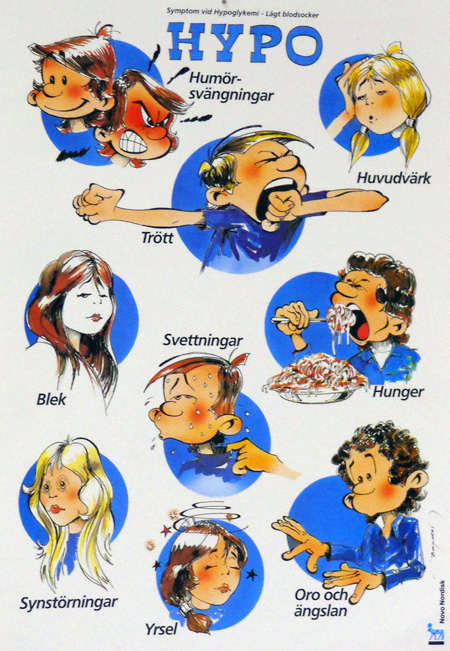 Symptom vid Hypoglykemi - Lågt blodsocker
HYPO
Humör-
svängningar
Huvudvärk
Trött
Svettningar
Blek
Hunger
Synstörningar
Yrsel
Oro och
ängslan
Novo Nordisk